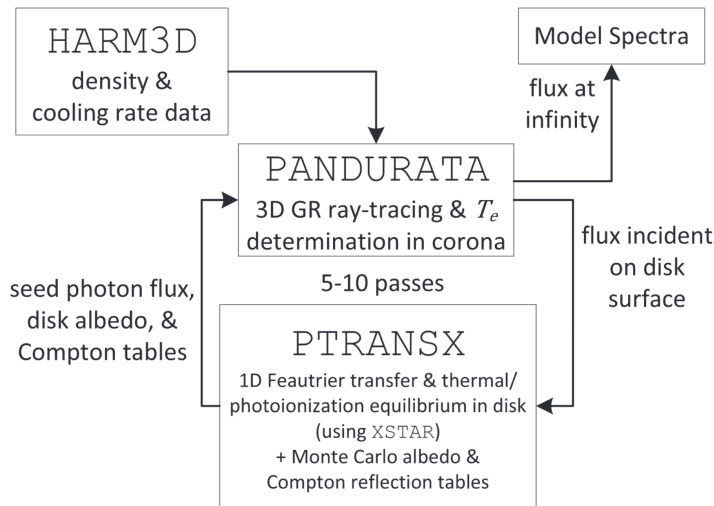 HARM3D
density &
cooling rate data
Model Spectra
flux at
infinity
PANDURATA
3D GR ray-tracing & Tₑ
determination in corona
flux incident
on disk
surface
5-10 passes
seed photon flux,
disk albedo, &
Compton tables
PTRANSX
1D Feautrier transfer & thermal/
photoionization equilibrium in disk
(using XSTAR)
+ Monte Carlo albedo &
Compton reflection tables